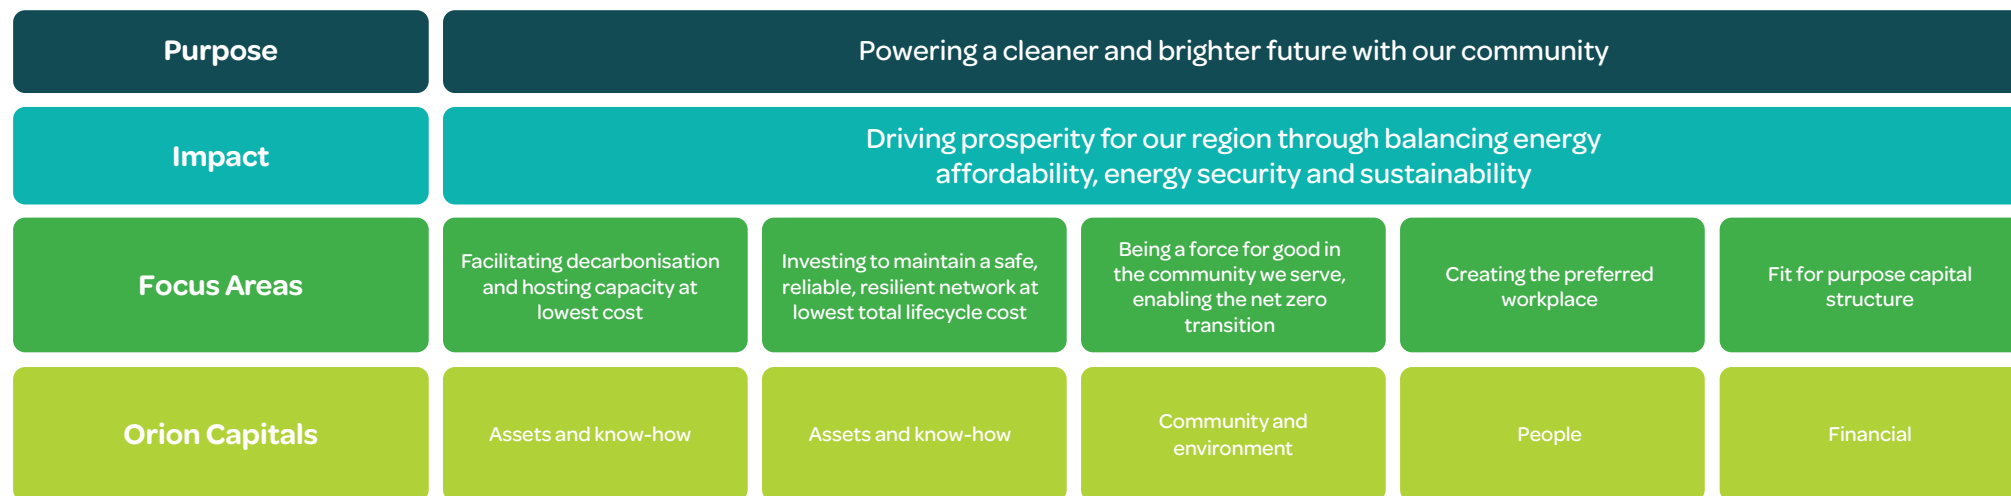 Purpose
Powering a cleaner and brighter future with our community
Impact
Driving prosperity for our region through balancing energy
affordability, energy security and sustainability
Focus Areas
Facilitating decarbonisation
and hosting capacity at
lowest cost
Investing to maintain a safe,
reliable, resilient network at
lowest total lifecycle cost
Being a force for good in
the community we serve,
enabling the net zero
transition
Creating the preferred
workplace
Fit for purpose capital
structure
Orion Capitals
Assets and know-how
Assets and know-how
Community and
environment
People
Financial